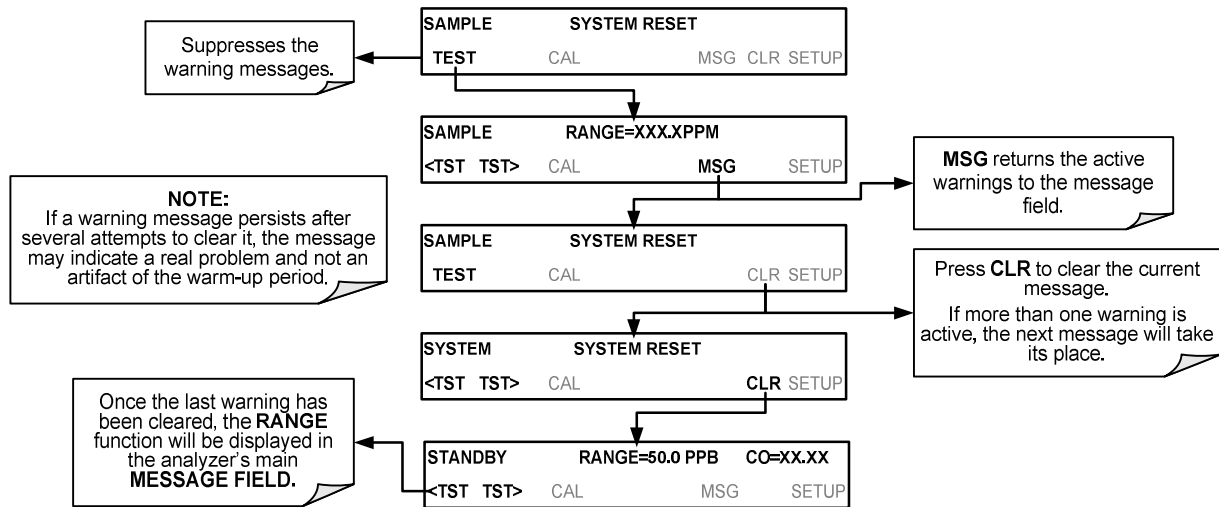 SAMPLE SYSTEM RESET
TEST CAL MSG CLR SETUP
Suppresses the
warning messages.
SAMPLE RANGE=XXX.XPPM
<TST TST> CAL MSG SETUP
MSG returns the active
warnings to the message
field.
NOTE:
If a warning message persists after
several attempts to clear it, the message
may indicate a real problem and not an
artifact of the warm-up period.
SAMPLE SYSTEM RESET
TEST CAL CLR SETUP
Press CLR to clear the current
message.
If more than one warning is
active, the next message will take
its place.
SYSTEM SYSTEM RESET
<TST TST> CAL CLR SETUP
Once the last warning has
been cleared, the RANGE
function will be displayed in
the analyzer's main
MESSAGE FIELD.
STANDBY RANGE=50.0 PPB CO=XX.XX
<TST TST> CAL MSG SETUP